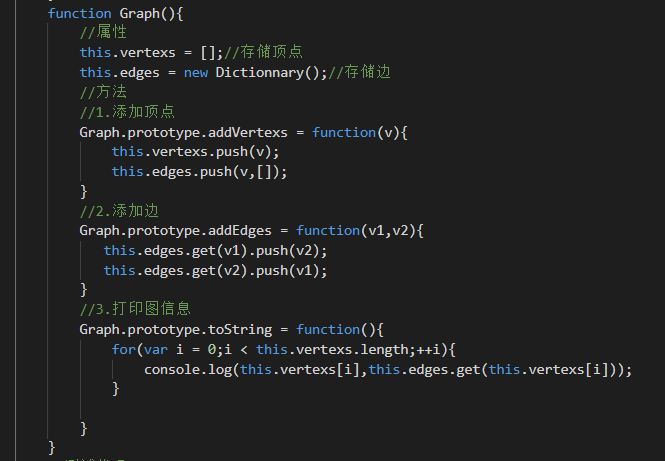 function Graph(){
//属性
this.vertexs = [];//存储顶点
this.edges = new Dictionnary();//存储边
//方法
//1.添加顶点
Graph.prototype.addVertexs = function(v){
this.vertexs.push(v);
this.edges.push(v,[]);
}
//2.添加边
Graph.prototype.addEdges = function(v1,v2){
this.edges.get(v1).push(v2);
this.edges.get(v2).push(v1);
}
//3.打印图信息
Graph.prototype.toString = function(){
for(var i = 0;i < this.vertexs.length;++i){
console.log(this.vertexs[i],this.edges.get(this.vertexs[i]));
}
}
}